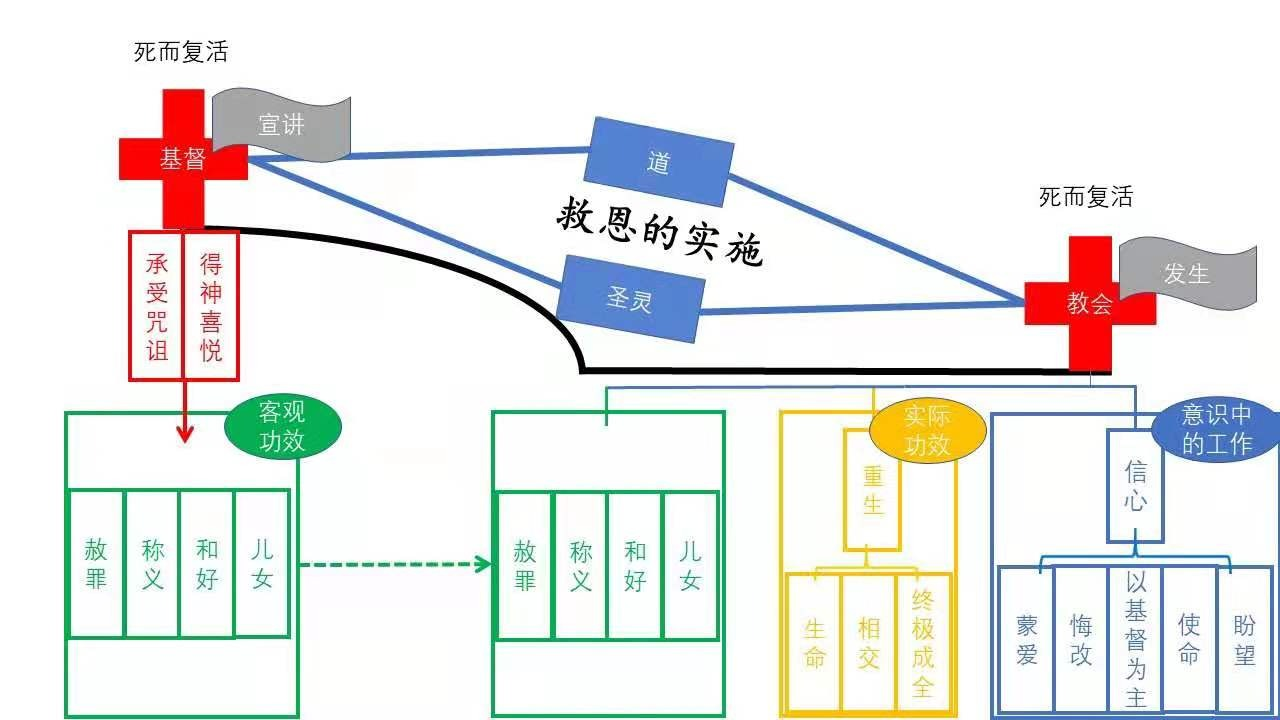 死而复活
宣讲
基督
道
救恩的实施
死而复活
发生
圣灵
教会
承受咒诅
得神喜悦
客观
功效
实际
功效
意识中
的工作
重生
信心
赦罪
称义
和好
儿女
赦罪
称义
和好
儿女
生命
相交
终极成全
蒙爱
悔改
以基督为主
使命
盼望